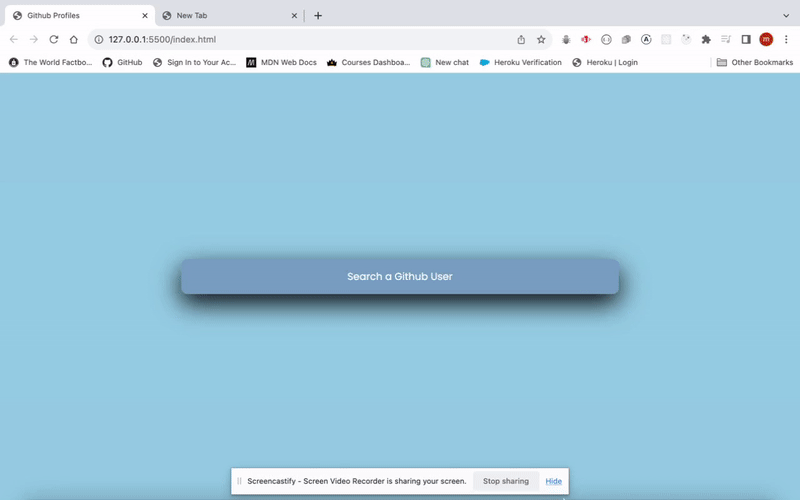 Github Profiles
New Tab
127.0.0.1:5500/index.html
The World Factbo...
GitHub
Sign In to Your Ac...
MDN Web Docs
Courses Dashboa...
New chat
Heroku Verification
Heroku | Login
Other Bookmarks
Search a Github User
Screencastify - Screen Video Recorder is sharing your screen.
Stop sharing
Hide